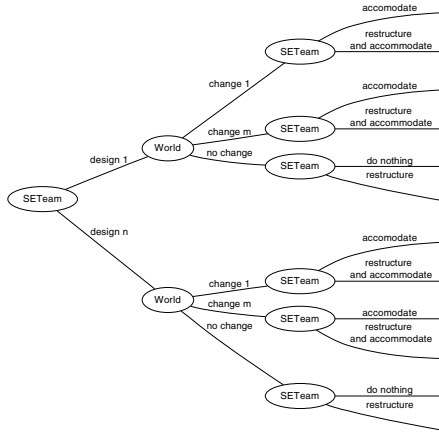 accomodate
restructure
and accommodate
SETeam
change 1
accomodate
restructure
and accommodate
SETeam
change m
World
no change
SETeam
do nothing
restructure
design 1
SETeam
design n
accomodate
restructure
and accommodate
SETeam
change 1
World
change m
SETeam
accomodate
restructure
and accommodate
no change
SETeam
do nothing
restructure